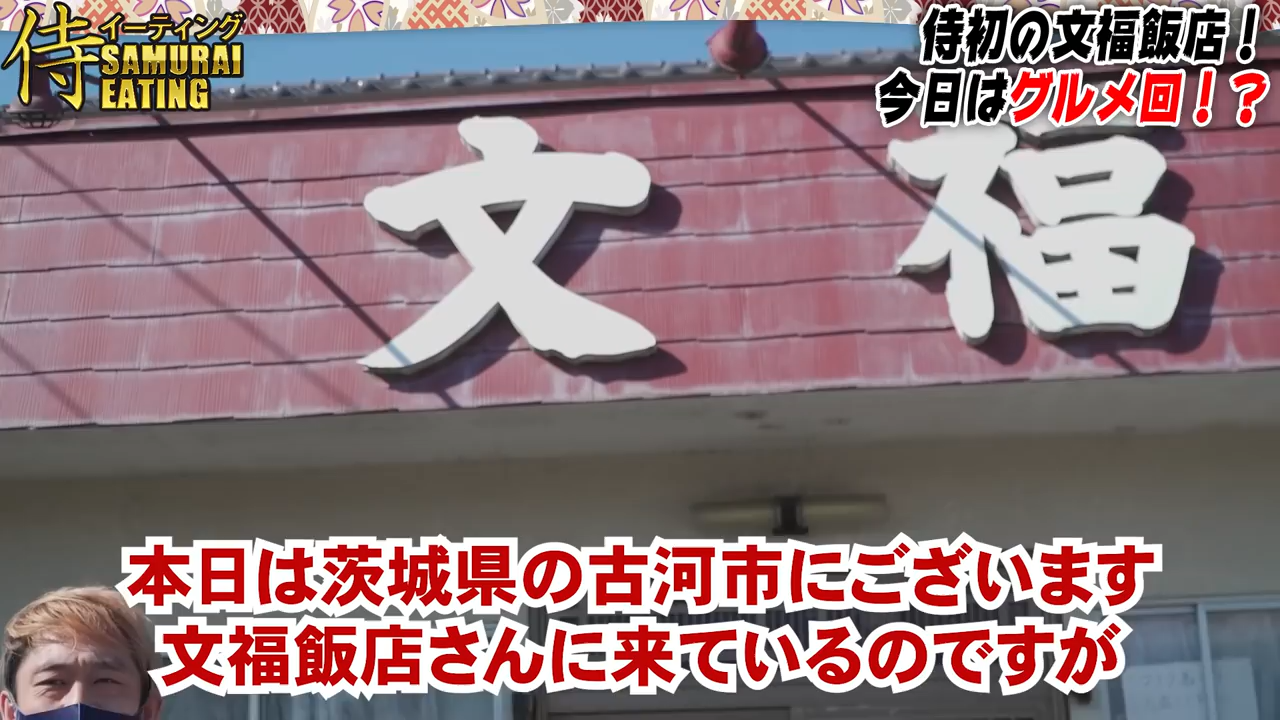 侍
イーティング
SAMURAI
EATING
侍初の文福飯店！
今日はグルメ回！？
文福
本日は茨城県の古河市にございます
文福飯店さんに来ているのですが